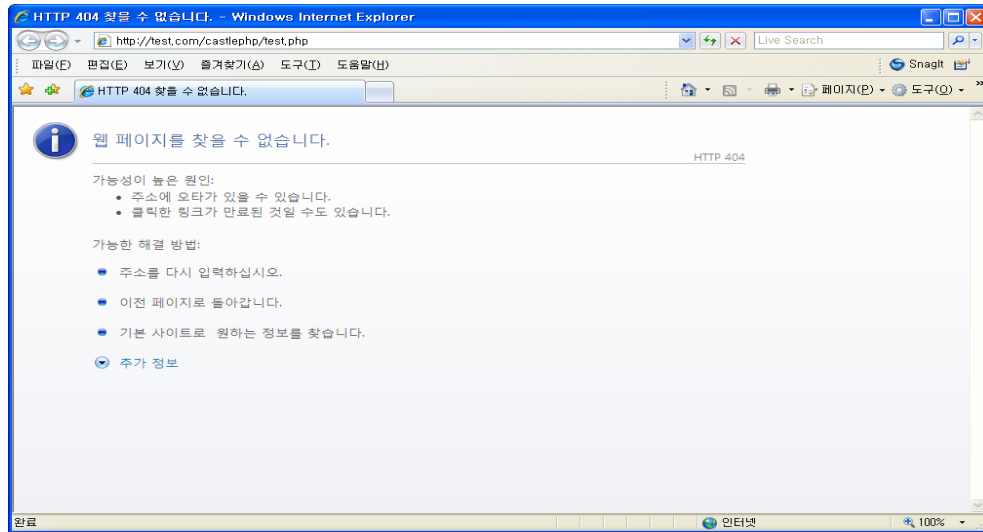 HTTP 404 찾을 수 없습니다. - Windows Internet Explorer
http://test.com/castlephp/test.php
Live Search
파일(F) 편집(E) 보기(V) 즐겨찾기(A) 도구(T) 도움말(H)
SnagIt
HTTP 404 찾을 수 없습니다.
페이지(P) 도구(O) »
웹 페이지를 찾을 수 없습니다.
HTTP 404
가능성이 높은 원인:
• 주소에 오타가 있을 수 있습니다.
• 클릭한 링크가 만료된 것일 수도 있습니다.
가능한 해결 방법:
주소를 다시 입력하십시오.
이전 페이지로 돌아갑니다.
기본 사이트로 원하는 정보를 찾습니다.
추가 정보
완료
인터넷
100%